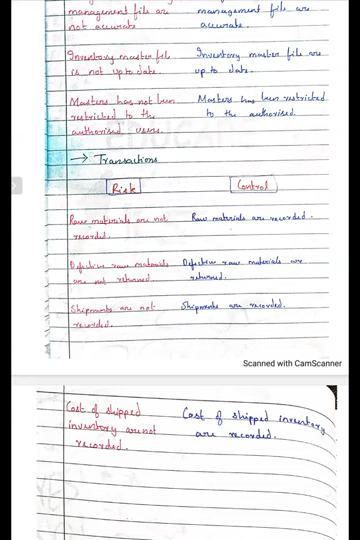 management file are
not accurate
management file are
accurate.
Inventory master file
is not up to date.
Inventory master file are
up to date.
Masters has not been
restricted to the
authorised users.
Masters has been restricted
to the authorised.
→ Transactions
Risk
Control
Raw materials are not
recorded.
Raw materials are recorded.
Defective raw materials
are not returned.
Defective raw materials are
returned.
Shipments are not
recorded.
Shipments are recorded.
Scanned with CamScanner
Cost of shipped
inventory are not
recorded.
Cost of shipped inventory
are recorded.